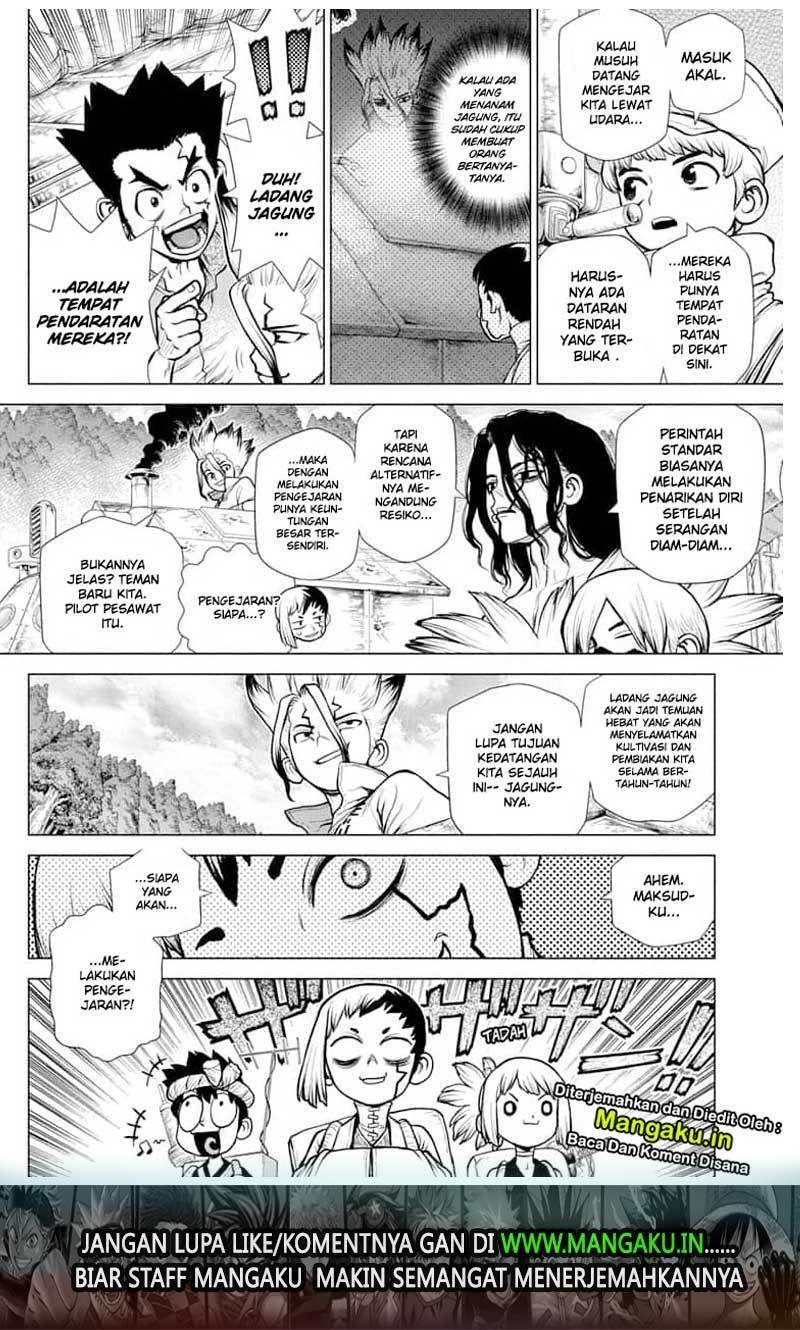 MASUK
AKAL.
KALAU
MUSUH
DATANG
MENGEJAR
KITA LEWAT
UDARA...
...MEREKA
HARUS
PUNYA
TEMPAT
PENDA-
RATAN
DI DEKAT
SINI.
HARUS-
NYA ADA
DATARAN
RENDAH
YANG TER-
BUKA .
KALAU ADA
YANG
MENANAM
JAGUNG, ITU
SUDAH CUKUP
MEMBUAT
ORANG
BERTANYA-
TANYA.
!!
DUH!
LADANG
JAGUNG
...
...ADALAH
TEMPAT
PENDARATAN
MEREKA?!
PERINTAH
STANDAR
BIASANYA
MELAKUKAN
PENARIKAN DIRI
SETELAH
SERANGAN
DIAM-DIAM...
TAPI
KARENA
RENCANA
ALTERNATIF-
NYA ME-
NGANDUNG
RESIKO...
...MAKA
DENGAN
MELAKUKAN
PENGEJARAN
PUNYA KEUN-
TUNGAN
BESAR TER-
SENDIRI.
PENGEJARAN?
SIAPA...?
BUKANNYA
JELAS? TEMAN
BARU KITA.
PILOT PESAWAT
ITU.
LADANG JAGUNG
AKAN JADI TEMUAN
HEBAT YANG AKAN
MENYELAMATKAN
KULTIVASI DAN
PEMBIAKAN KITA
SELAMA BER-
TAHUN-TAHUN!
JANGAN
LUPA TUJUAN
KEDATANGAN
KITA SEJAUH
INI-- JAGUNG-
NYA.
AHEM.
MAKSUD-
KU...
...SIAPA
YANG
AKAN...
...ME-
LAKUKAN
PENGE-
JARAN?!
ザザザーン!!
TADAH
Diterjemahkan dan Diedit Oleh :
Mangaku.in
Baca Dan Koment Disana
JANGAN LUPA LIKE/KOMENTNYA GAN DI WWW.MANGAKU.IN......
BIAR STAFF MANGAKU MAKIN SEMANGAT MENERJEMAHKANNYA